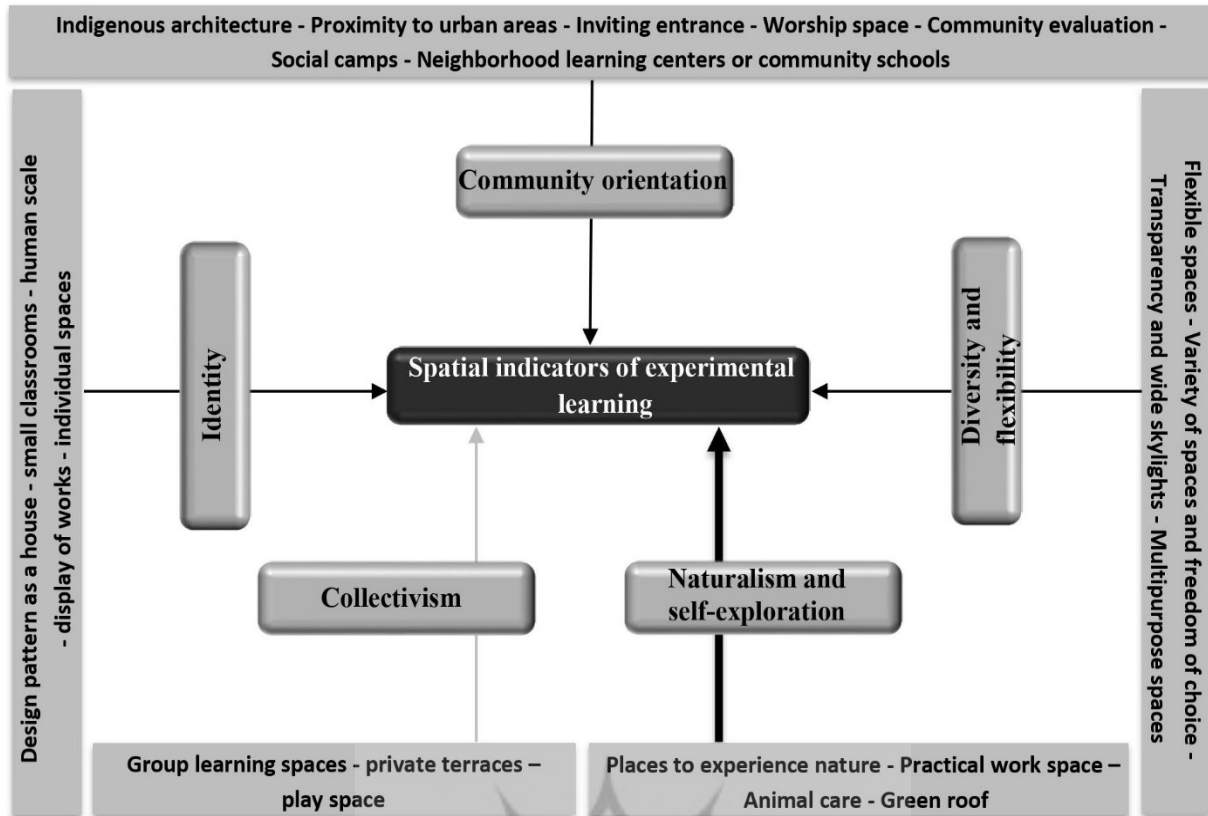 Indigenous architecture - Proximity to urban areas - Inviting entrance - Worship space - Community evaluation -
Social camps - Neighborhood learning centers or community schools
Design pattern as a house - small classrooms - human scale
- display of works - individual spaces
Community orientation
Identity
Spatial indicators of experimental
learning
Diversity and
flexibility
Flexible spaces - Variety of spaces and freedom of choice -
Transparency and wide skylights - Multipurpose spaces
Collectivism
Naturalism and
self-exploration
Group learning spaces - private terraces –
play space
Places to experience nature - Practical work space –
Animal care - Green roof